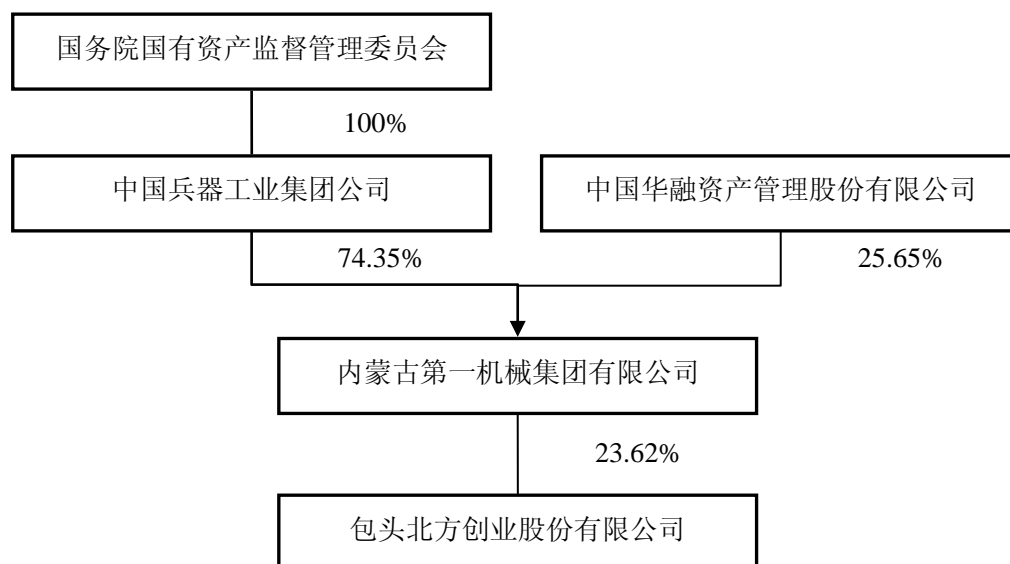 国务院国有资产监督管理委员会
100%
中国兵器工业集团公司
中国华融资产管理股份有限公司
74.35%
25.65%
内蒙古第一机械集团有限公司
23.62%
包头北方创业股份有限公司